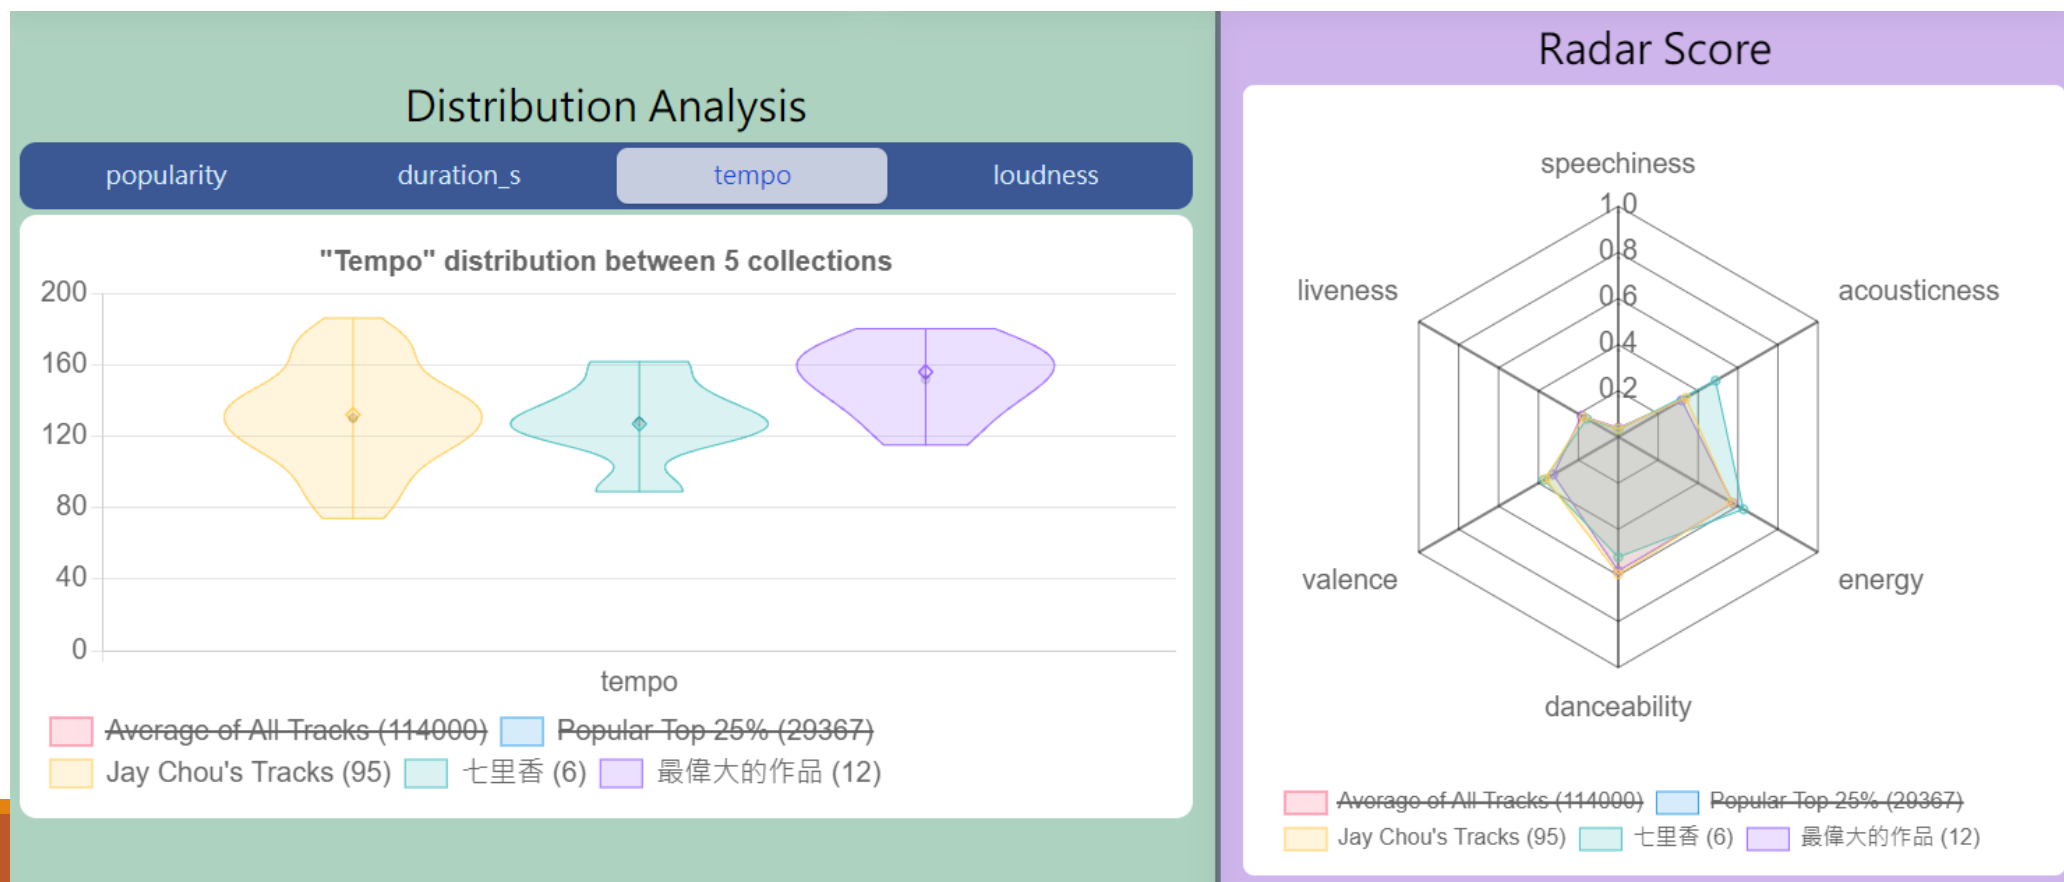 Distribution Analysis
popularity duration_s tempo loudness
"Tempo" distribution between 5 collections
200
160
120
80
40
0
tempo
Average of All Tracks (114000) Popular Top 25% (29367)
Jay Chou's Tracks (95) 七里香 (6) 最偉大的作品 (12)
Radar Score
speechiness
1.0
0.8
0.6
0.4
0.2
liveness acousticness
valence energy
danceability
Average of All Tracks (114000) Popular Top 25% (29367)
Jay Chou's Tracks (95) 七里香 (6) 最偉大的作品 (12)